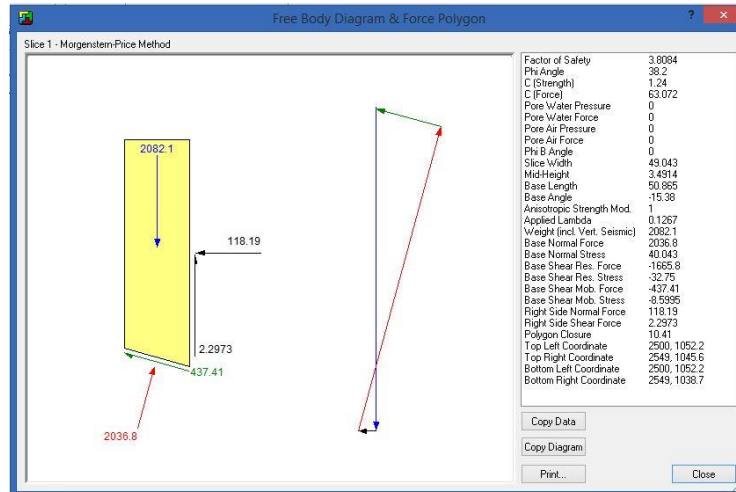 Free Body Diagram & Force Polygon
Slice 1 - Morgenstern-Price Method
2082.1
118.19
2.2973
437.41
2036.8
Factor of Safety 3.8084
Phi Angle 38.2
C (Strength) 1.24
C (Force) 63.072
Pore Water Pressure 0
Pore Water Force 0
Pore Air Pressure 0
Pore Air Force 0
Phi B Angle 0
Slice Width 49.043
Mid-Height 3.4914
Base Length 50.865
Base Angle -15.38
Anisotropic Strength Mod. 1
Applied Lambda 0.1267
Weight (incl. Vert. Seismic) 2082.1
Base Normal Force 2036.8
Base Normal Stress 40.043
Base Shear Res. Force -1665.8
Base Shear Res. Stress -32.75
Base Shear Mob. Force -437.41
Base Shear Mob. Stress -8.5995
Right Side Normal Force 118.19
Right Side Shear Force 2.2973
Polygon Closure 10.41
Top Left Coordinate 2500, 1052.2
Top Right Coordinate 2549, 1045.6
Bottom Left Coordinate 2500, 1052.2
Bottom Right Coordinate 2549, 1038.7
Copy Data
Copy Diagram
Print... Close